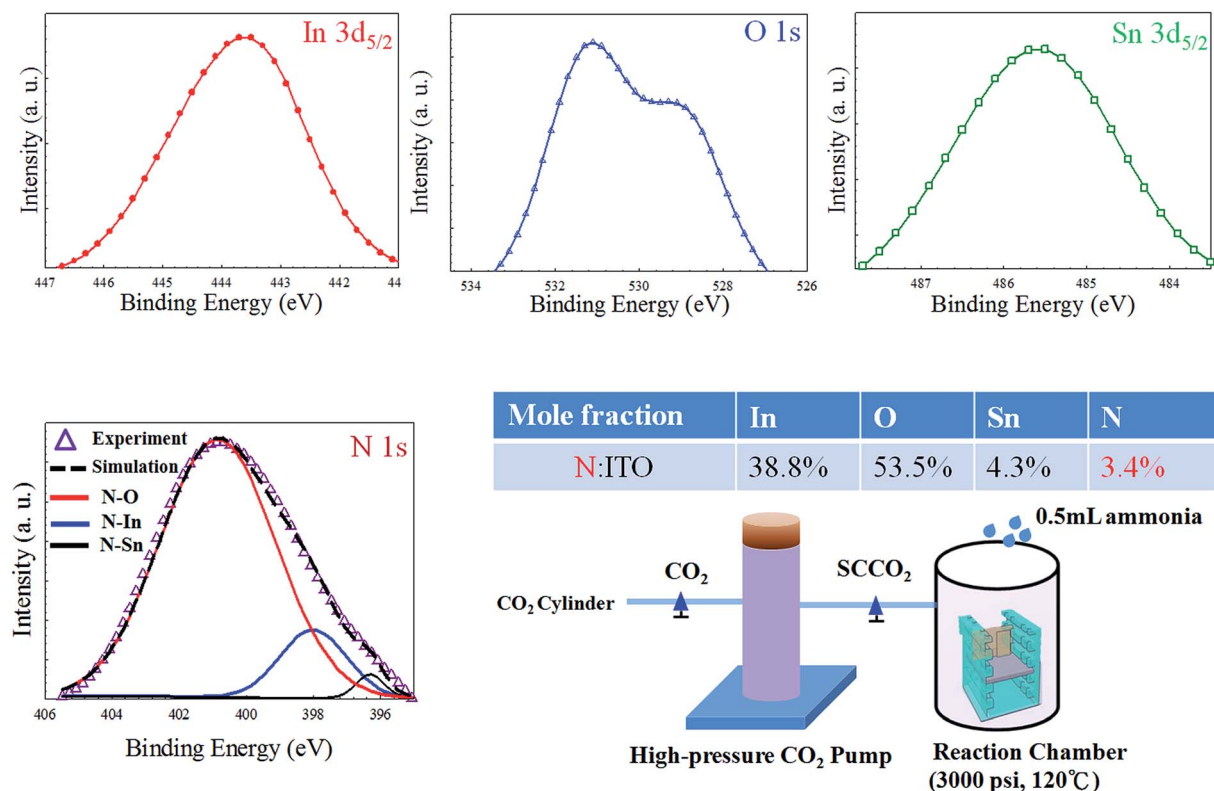 In 3d5/2
Intensity (a. u.)
447 446 445 444 443 442 44
Binding Energy (eV)
O 1s
Intensity (a. u.)
534 532 530 528 526
Binding Energy (eV)
Sn 3d5/2
Intensity (a. u.)
487 486 485 484
Binding Energy (eV)
N 1s
Experiment
Simulation
N-O
N-In
N-Sn
Intensity (a. u.)
406 404 402 400 398 396
Binding Energy (eV)
Mole fraction In O Sn N
N:ITO 38.8% 53.5% 4.3% 3.4%
0.5mL ammonia
CO2 SCCO2
CO2 Cylinder
High-pressure CO2 Pump
Reaction Chamber
(3000 psi, 120℃)